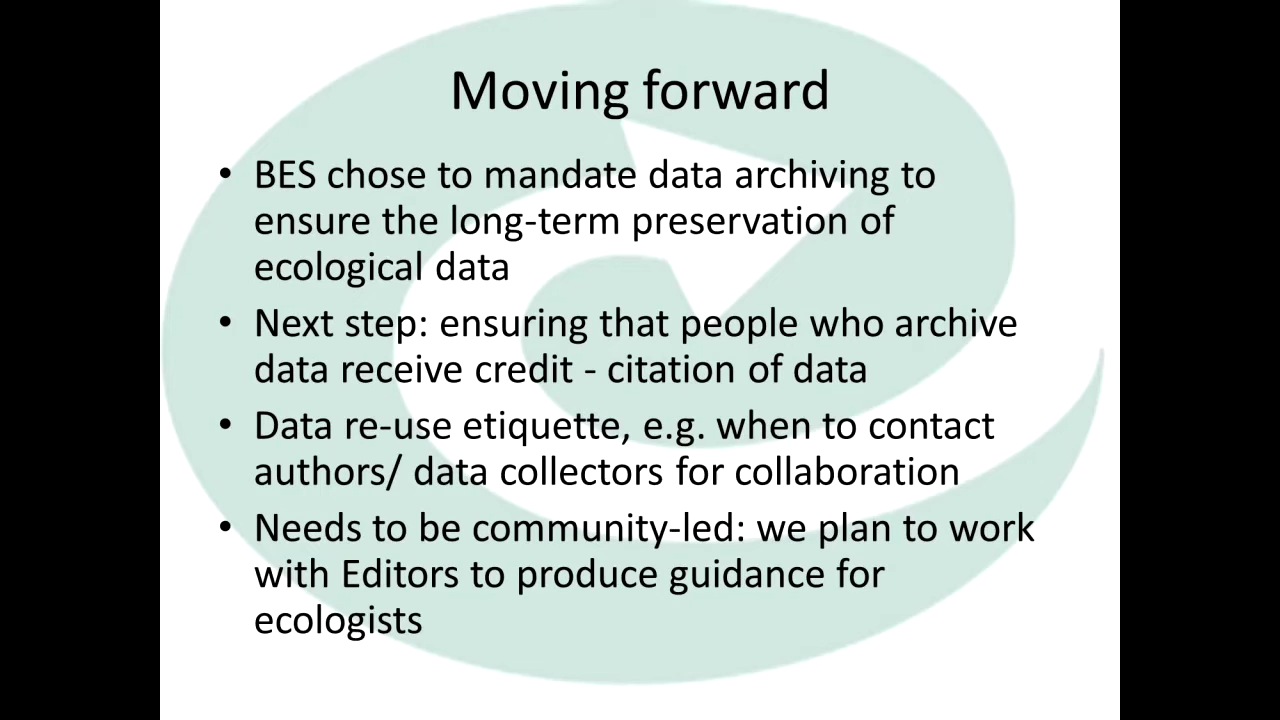 Moving forward
• BES chose to mandate data archiving to
ensure the long-term preservation of
ecological data
• Next step: ensuring that people who archive
data receive credit - citation of data
• Data re-use etiquette, e.g. when to contact
authors/ data collectors for collaboration
• Needs to be community-led: we plan to work
with Editors to produce guidance for
ecologists